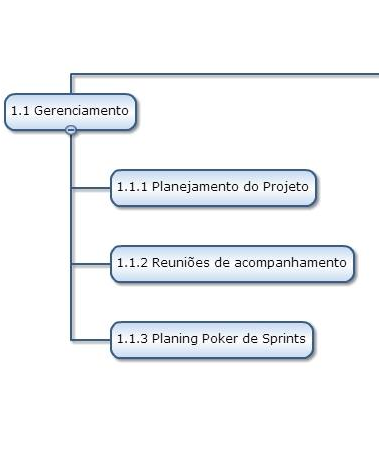 1.1 Gerenciamento
1.1.1 Planejamento do Projeto
1.1.2 Reuniões de acompanhamento
1.1.3 Planing Poker de Sprints